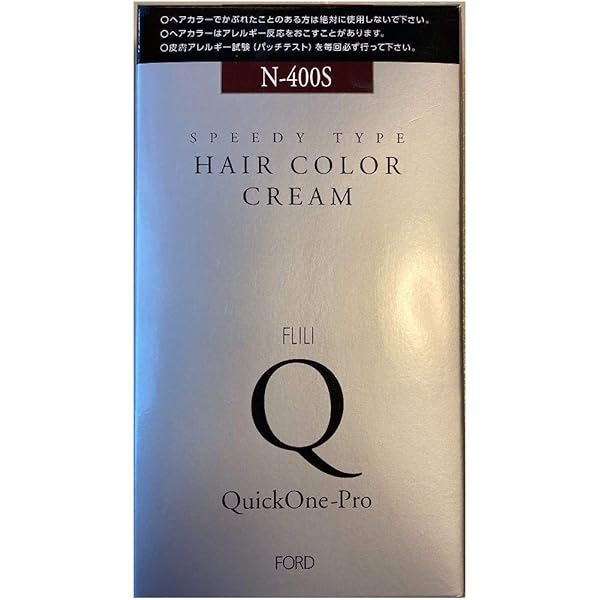 ○ヘアカラーでかぶれたことのある方は絶対に使用しないで下さい。
○ヘアカラーはアレルギー反応をおこすことがあります。
○皮膚アレルギー試験（パッチテスト）を毎回必ず行って下さい。
N-400S
SPEEDY TYPE
HAIR COLOR
CREAM
FLILI
Q
QuickOne-Pro
FORD